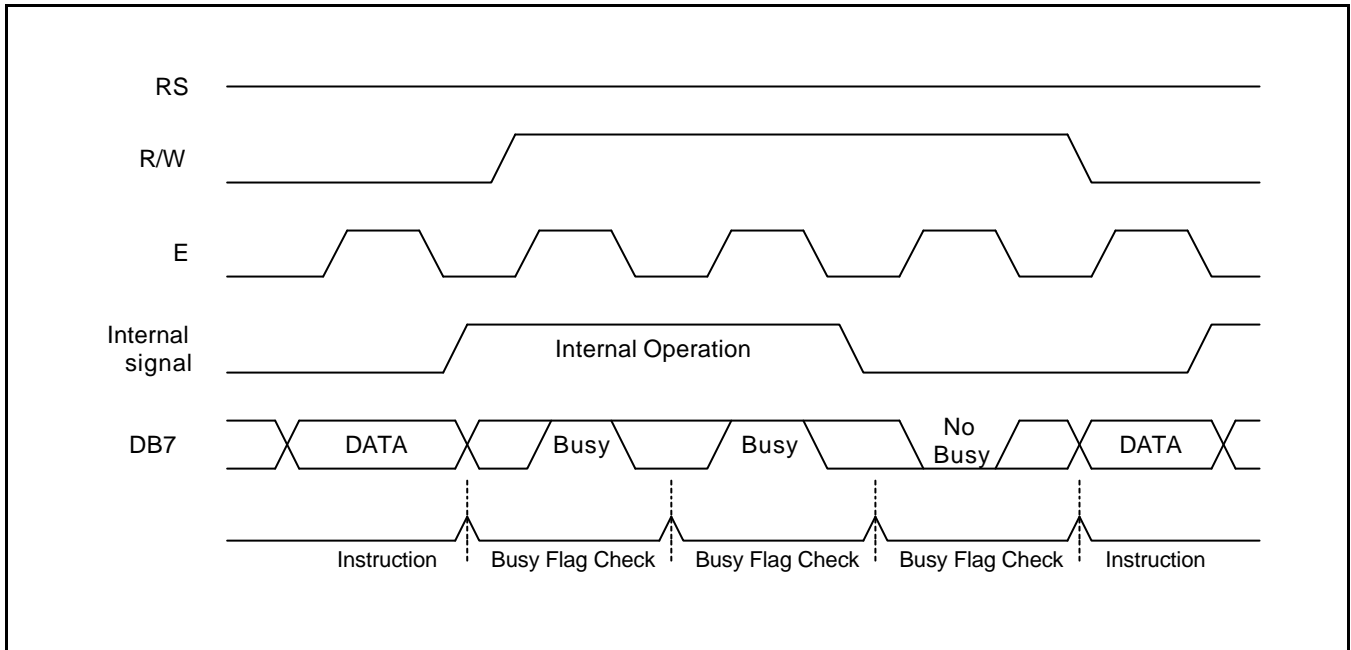 RS
R/W
E
Internal
signal
Internal Operation
DB7
DATA
Busy
Busy
No
Busy
DATA
Instruction
Busy Flag Check
Busy Flag Check
Busy Flag Check
Instruction